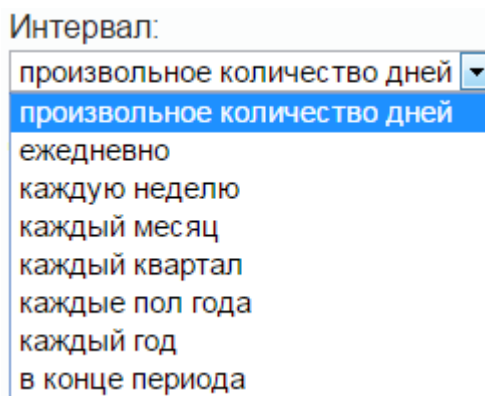 Интервал:
произвольное количество дней
произвольное количество дней
ежедневно
каждую неделю
каждый месяц
каждый квартал
каждые пол года
каждый год
в конце периода